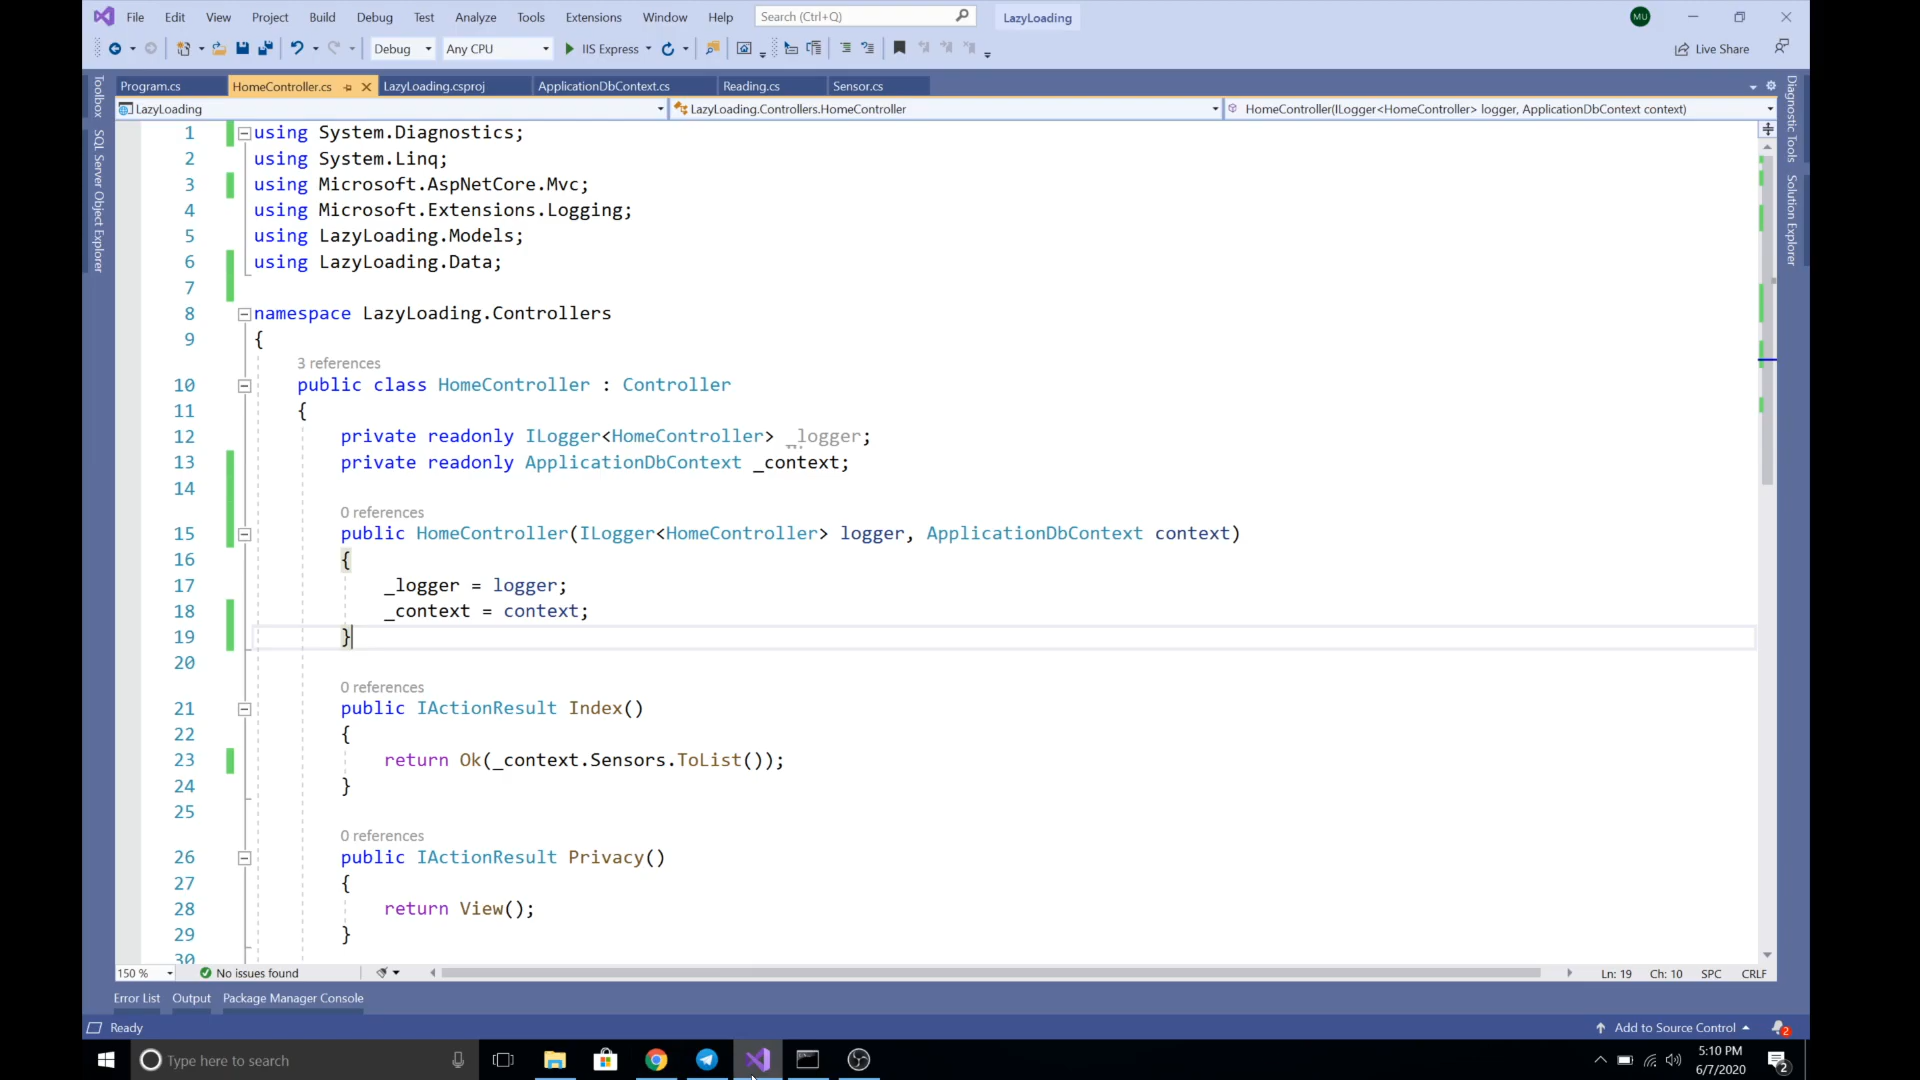 File Edit View Project Build Debug Test Analyze Tools Extensions Window Help Search (Ctrl+Q) LazyLoading MU
Debug Any CPU IIS Express Live Share
Program.cs HomeController.cs LazyLoading.csproj ApplicationDbContext.cs Reading.cs Sensor.cs
LazyLoading LazyLoading.Controllers.HomeController HomeController(ILogger<HomeController> logger, ApplicationDbContext context)
Toolbox
SQL Server Object Explorer
Diagnostic Tools
Solution Explorer
1 using System.Diagnostics;
2 using System.Linq;
3 using Microsoft.AspNetCore.Mvc;
4 using Microsoft.Extensions.Logging;
5 using LazyLoading.Models;
6 using LazyLoading.Data;
7
8 namespace LazyLoading.Controllers
9 {
3 references
10 public class HomeController : Controller
11 {
12 private readonly ILogger<HomeController> _logger;
13 private readonly ApplicationDbContext _context;
14
0 references
15 public HomeController(ILogger<HomeController> logger, ApplicationDbContext context)
16 {
17 _logger = logger;
18 _context = context;
19 }
20
0 references
21 public IActionResult Index()
22 {
23 return Ok(_context.Sensors.ToList());
24 }
25
0 references
26 public IActionResult Privacy()
27 {
28 return View();
29 }
30
150 % No issues found Ln: 19 Ch: 10 SPC CRLF
Error List Output Package Manager Console
Ready Add to Source Control 2
Type here to search 5:10 PM
6/7/2020 2